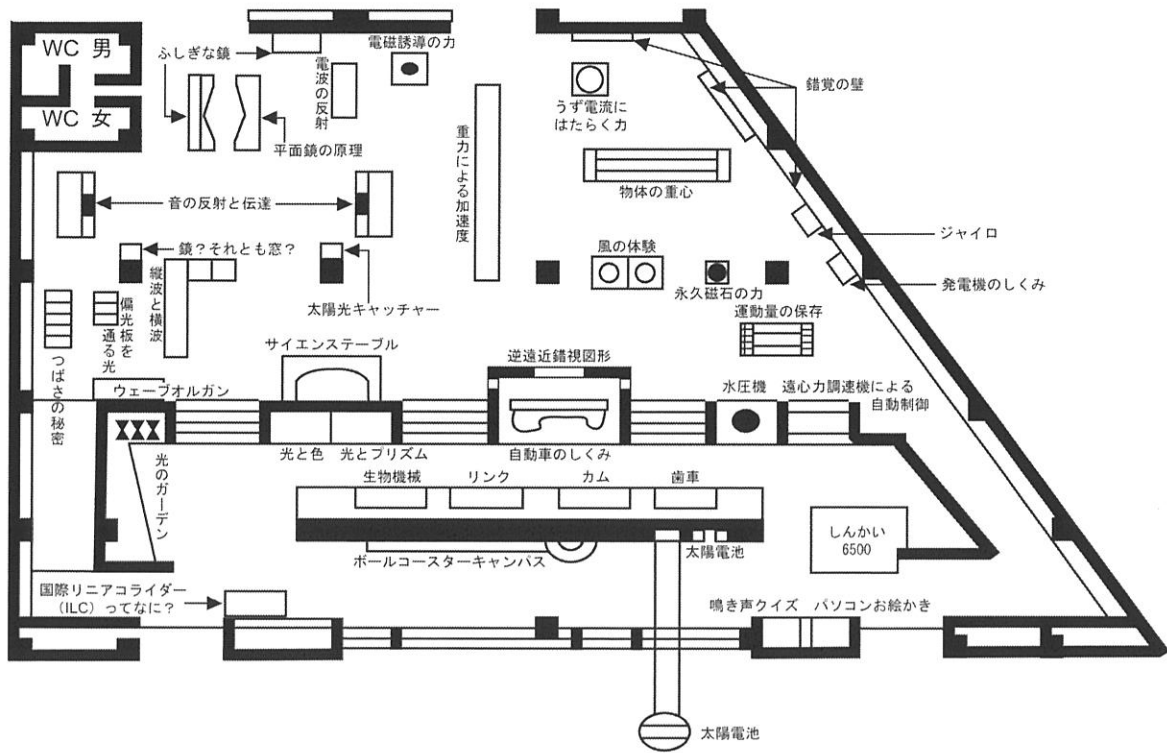 WC 男
WC 女
ふしぎな鏡
電波の反射
平面鏡の原理
電磁誘導の力
重力による加速度
うず電流に
はたらく力
錯覚の壁
物体の重心
音の反射と伝達
鏡?それとも窓?
縦波と横波
偏光板を
通る光
つばさの秘密
太陽光キャッチャー
風の体験
永久磁石の力
ジャイロ
発電機のしくみ
運動量の保存
サイエンステーブル
逆遠近錯視図形
ウェーブオルガン
水圧機
遠心力調速機による
自動制御
光のガーデン
光と色
光とプリズム
自動車のしくみ
生物機械
リンク
カム
歯車
しんかい
6500
太陽電池
ボールコースターキャンパス
国際リニアコライダー
(ILC)ってなに?
鳴き声クイズ
パソコンお絵かき
太陽電池